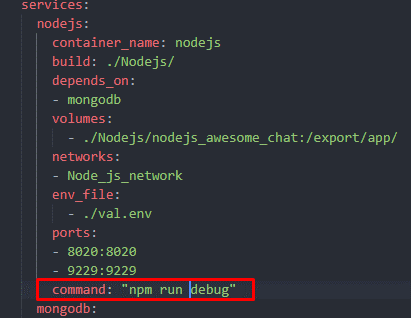 services:
nodejs:
container_name: nodejs
build: ./Nodejs/
depends_on:
- mongodb
volumes:
- ./Nodejs/nodejs_awesome_chat:/export/app/
networks:
- Node_js_network
env_file:
- ./val.env
ports:
- 8020:8020
- 9229:9229
command: "npm run debug"
mongodb: